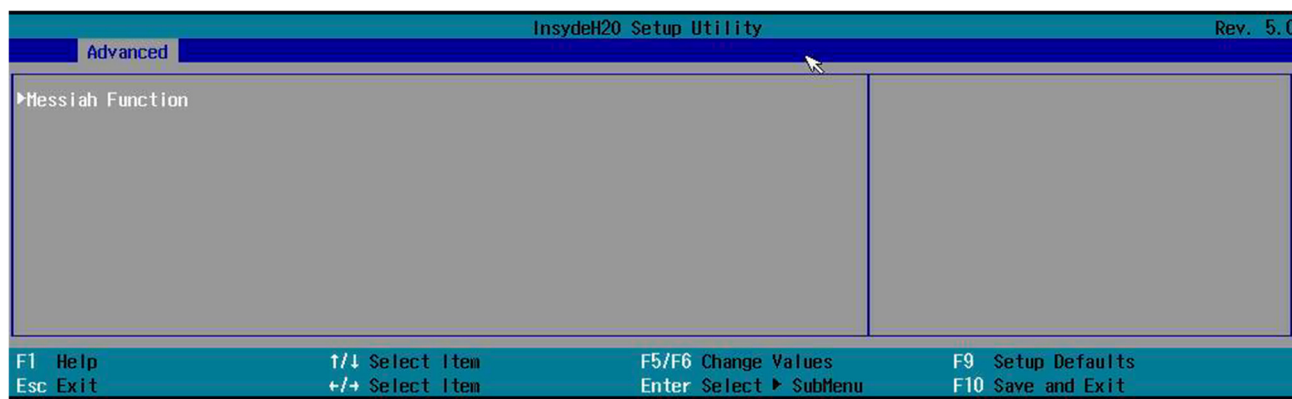 InsydeH20 Setup Utility Rev. 5.0
Advanced
▶Messiah Function
F1 Help ↑/↓ Select Item F5/F6 Change Values F9 Setup Defaults
Esc Exit ←/→ Select Item Enter Select ▶ SubMenu F10 Save and Exit